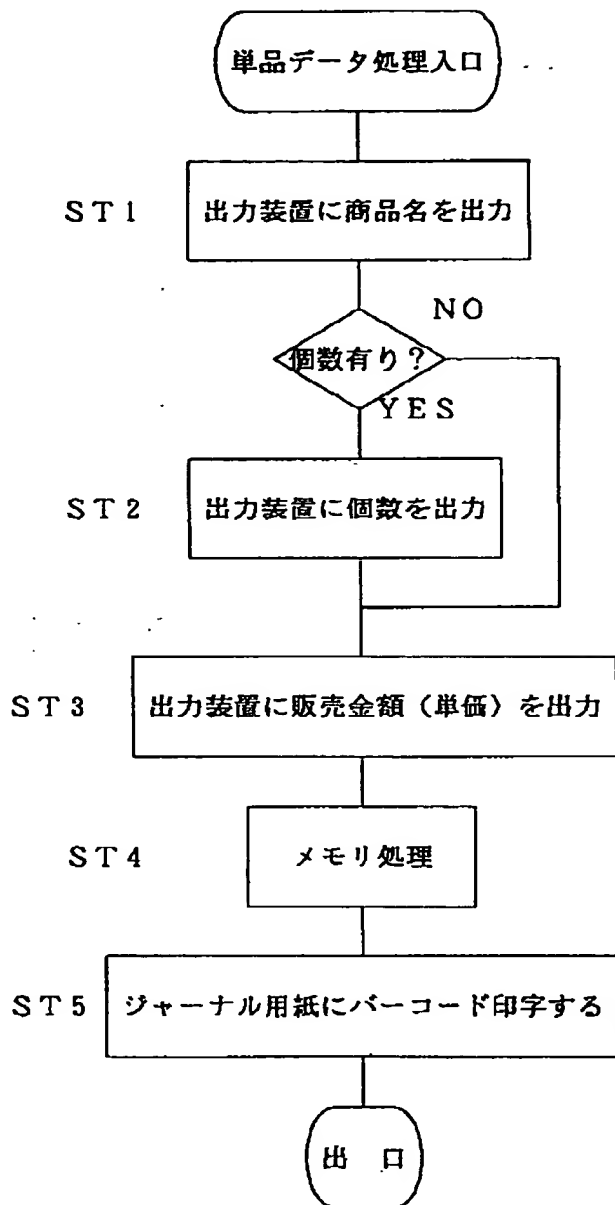 単品データ処理入口
ST1 出力装置に商品名を出力
NO
個数有り？
YES
ST2 出力装置に個数を出力
ST3 出力装置に販売金額（単価）を出力
ST4 メモリ処理
ST5 ジャーナル用紙にバーコード印字する
出 口